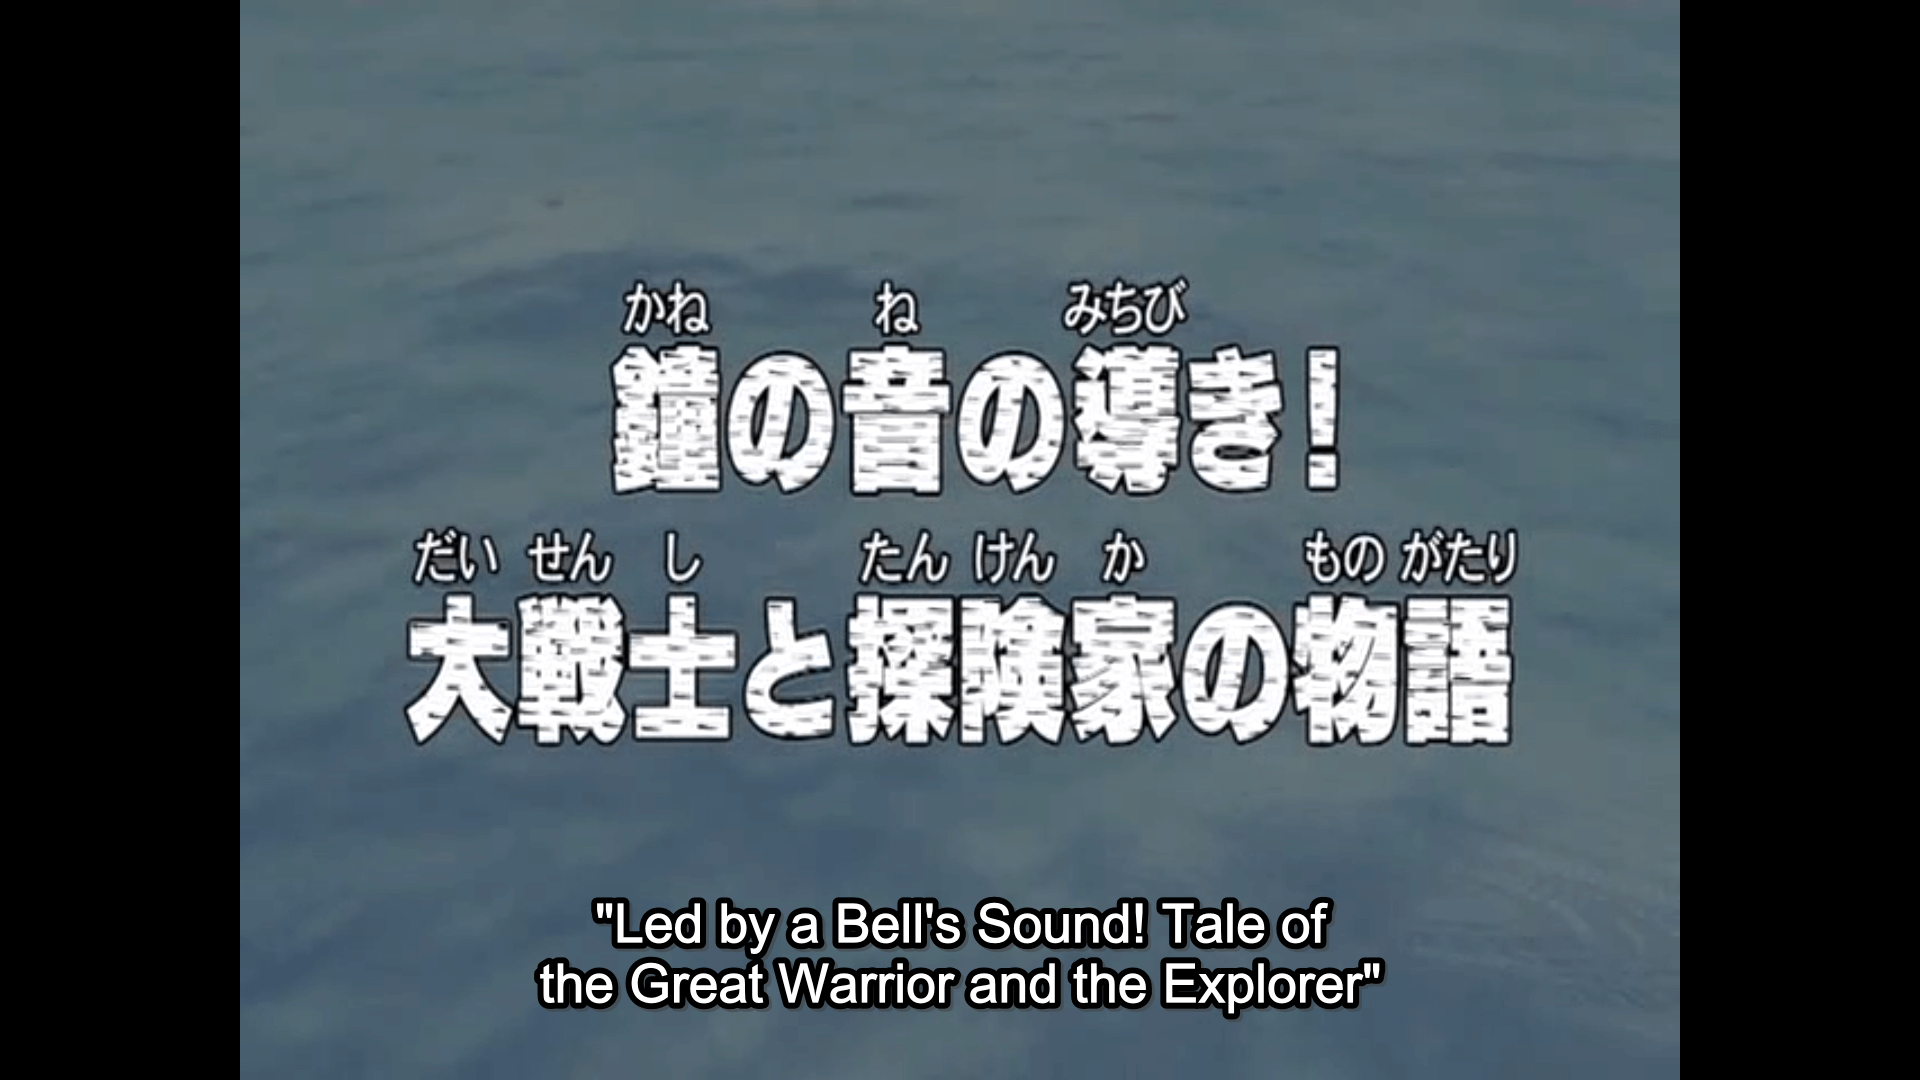 かね ね みちび
鐘の音の導き!
だい せん し たん けん か もの がたり
大戦士と探険家の物語
"Led by a Bell's Sound! Tale of
the Great Warrior and the Explorer"